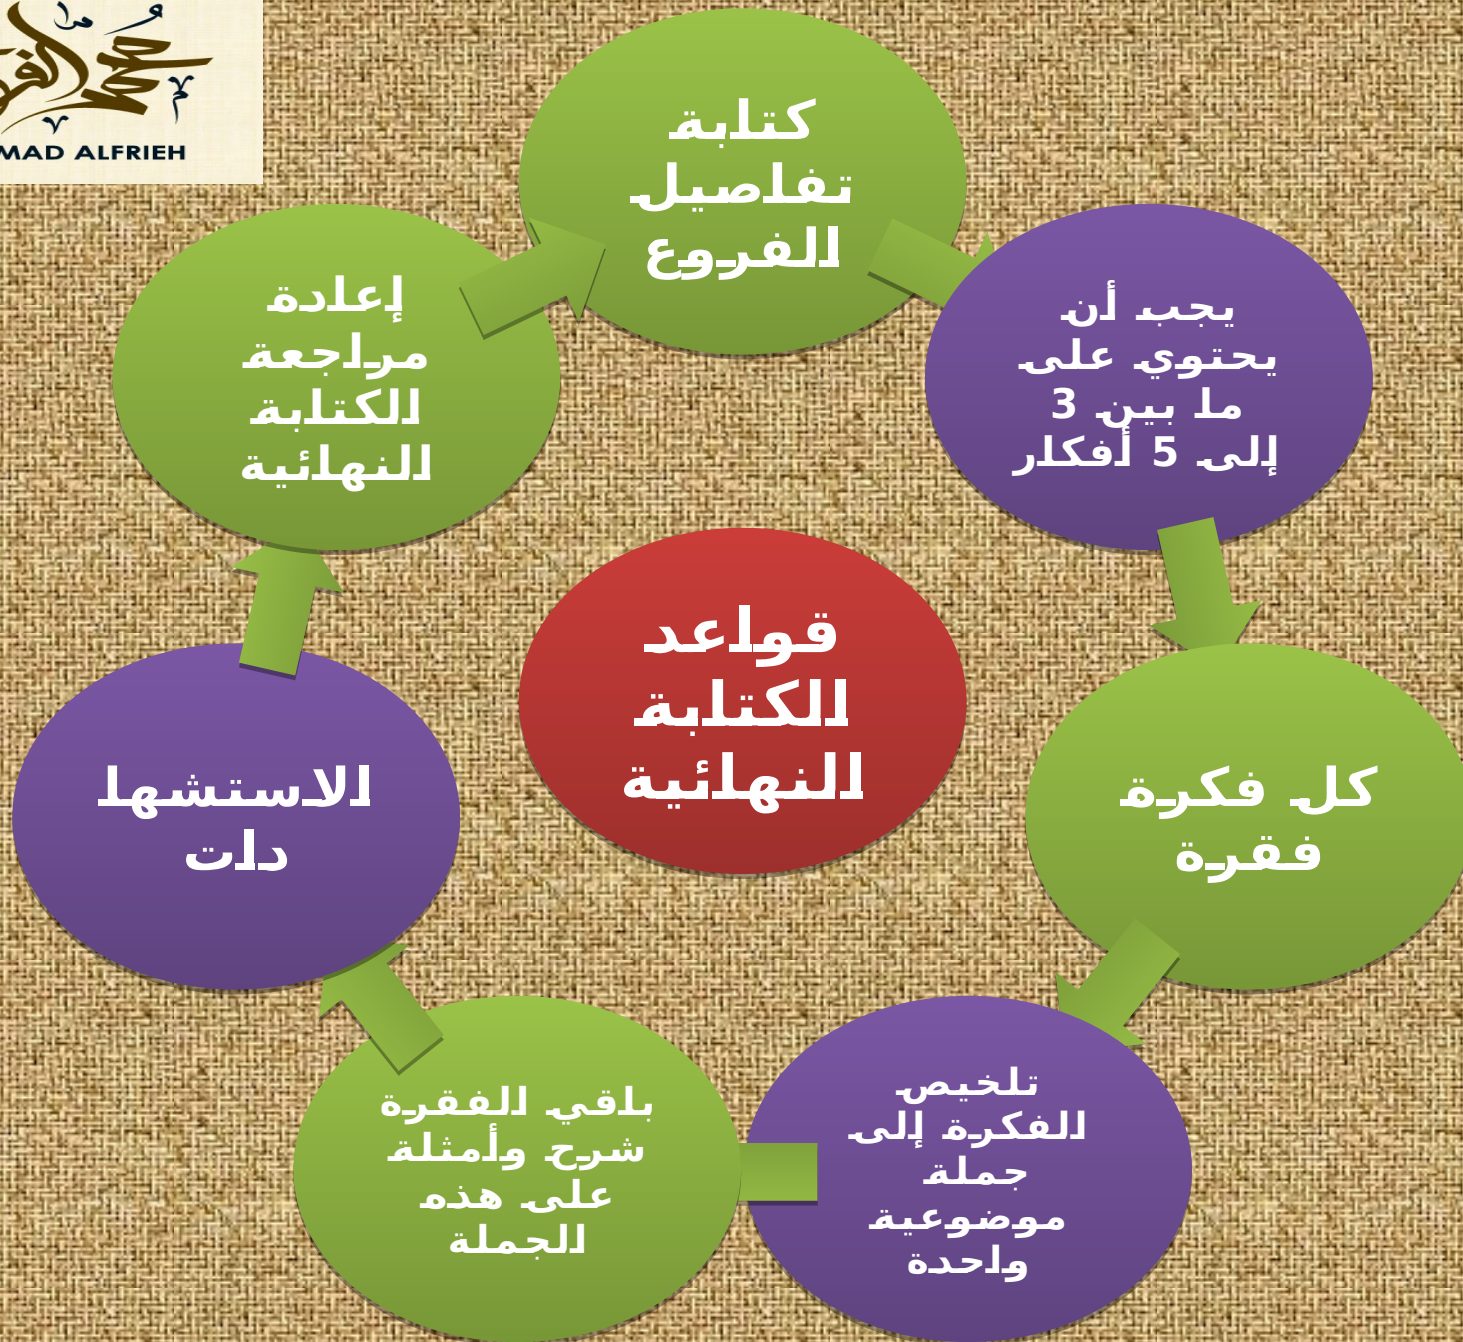 MAD ALFRIEH
كتابة
تفاصيل
الفروع
يجب أن
يحتوي على
ما بين 3
إلى 5 أفكار
كل فكرة
فقرة
تلخيص
الفكرة إلى
جملة
موضوعية
واحدة
باقي الفقرة
شرح وأمثلة
على هذه
الجملة
الاستشها
دات
إعادة
مراجعة
الكتابة
النهائية
قواعد
الكتابة
النهائية